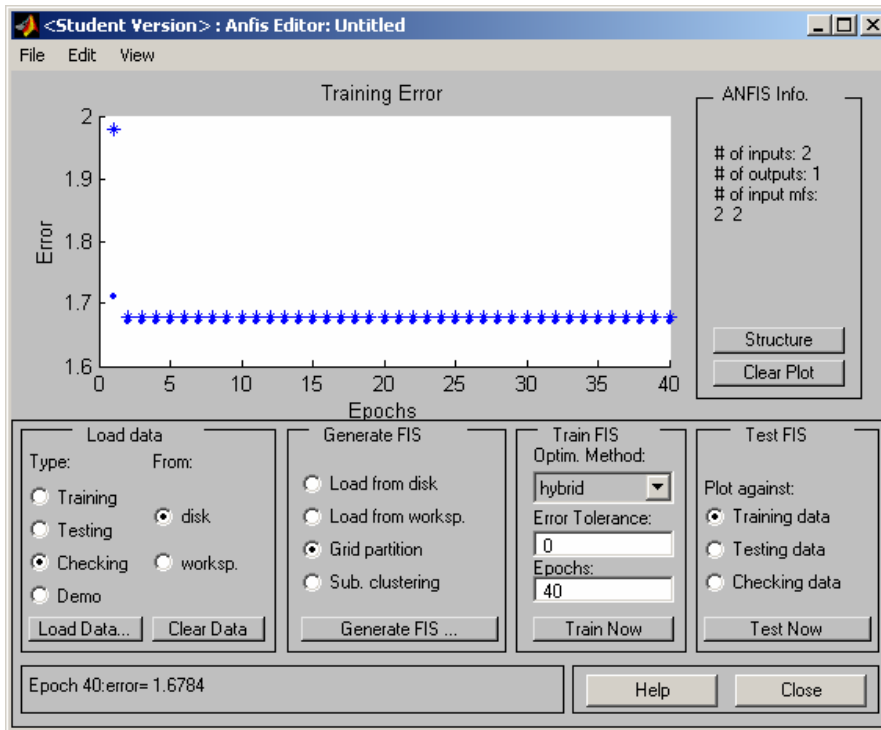 <Student Version> : Anfis Editor: Untitled
File Edit View
Training Error
2
1.9
1.8
1.7
1.6
Error
0 5 10 15 20 25 30 35 40
Epochs
ANFIS Info.
# of inputs: 2
# of outputs: 1
# of input mfs:
2 2
Structure
Clear Plot
Load data
Type: From:
Training
Testing
Checking
Demo
disk
worksp.
Load Data... Clear Data
Generate FIS
Load from disk
Load from worksp.
Grid partition
Sub. clustering
Generate FIS ...
Train FIS
Optim. Method:
hybrid
Error Tolerance:
0
Epochs:
40
Train Now
Test FIS
Plot against:
Training data
Testing data
Checking data
Test Now
Epoch 40:error= 1.6784
Help Close